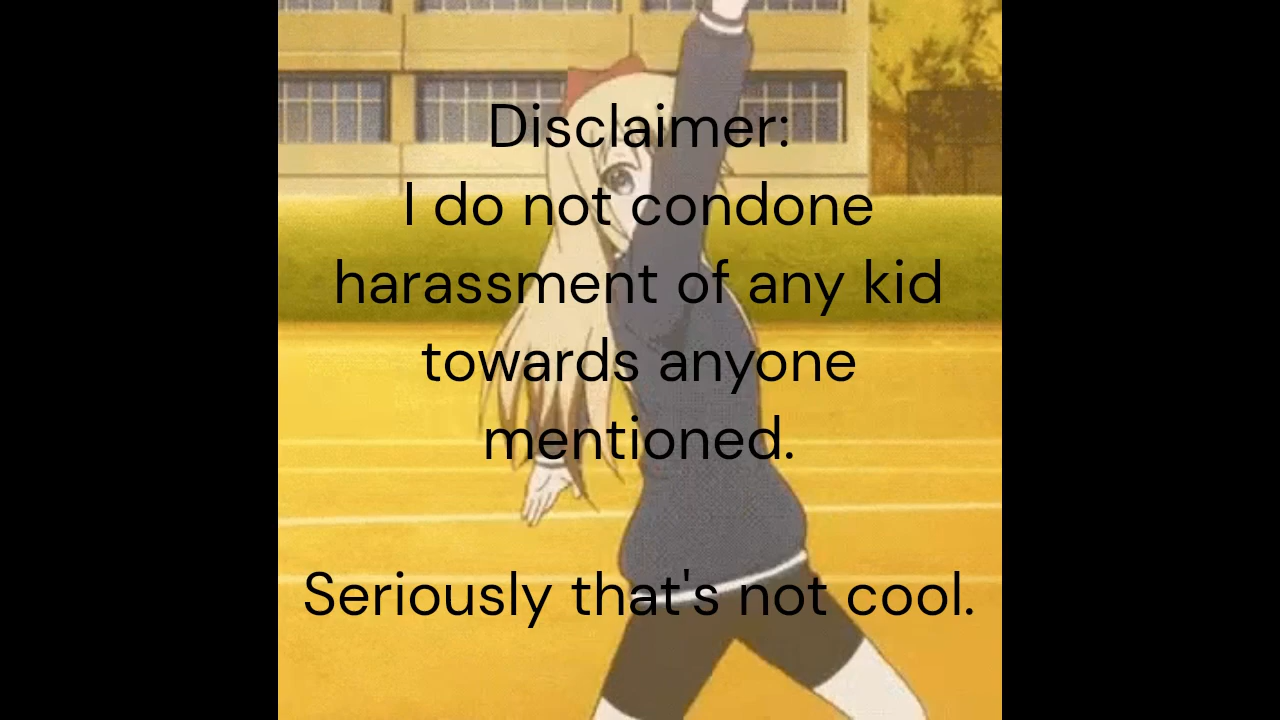 Disclaimer:
I do not condone
harassment of any kid
towards anyone
mentioned.
Seriously that's not cool.